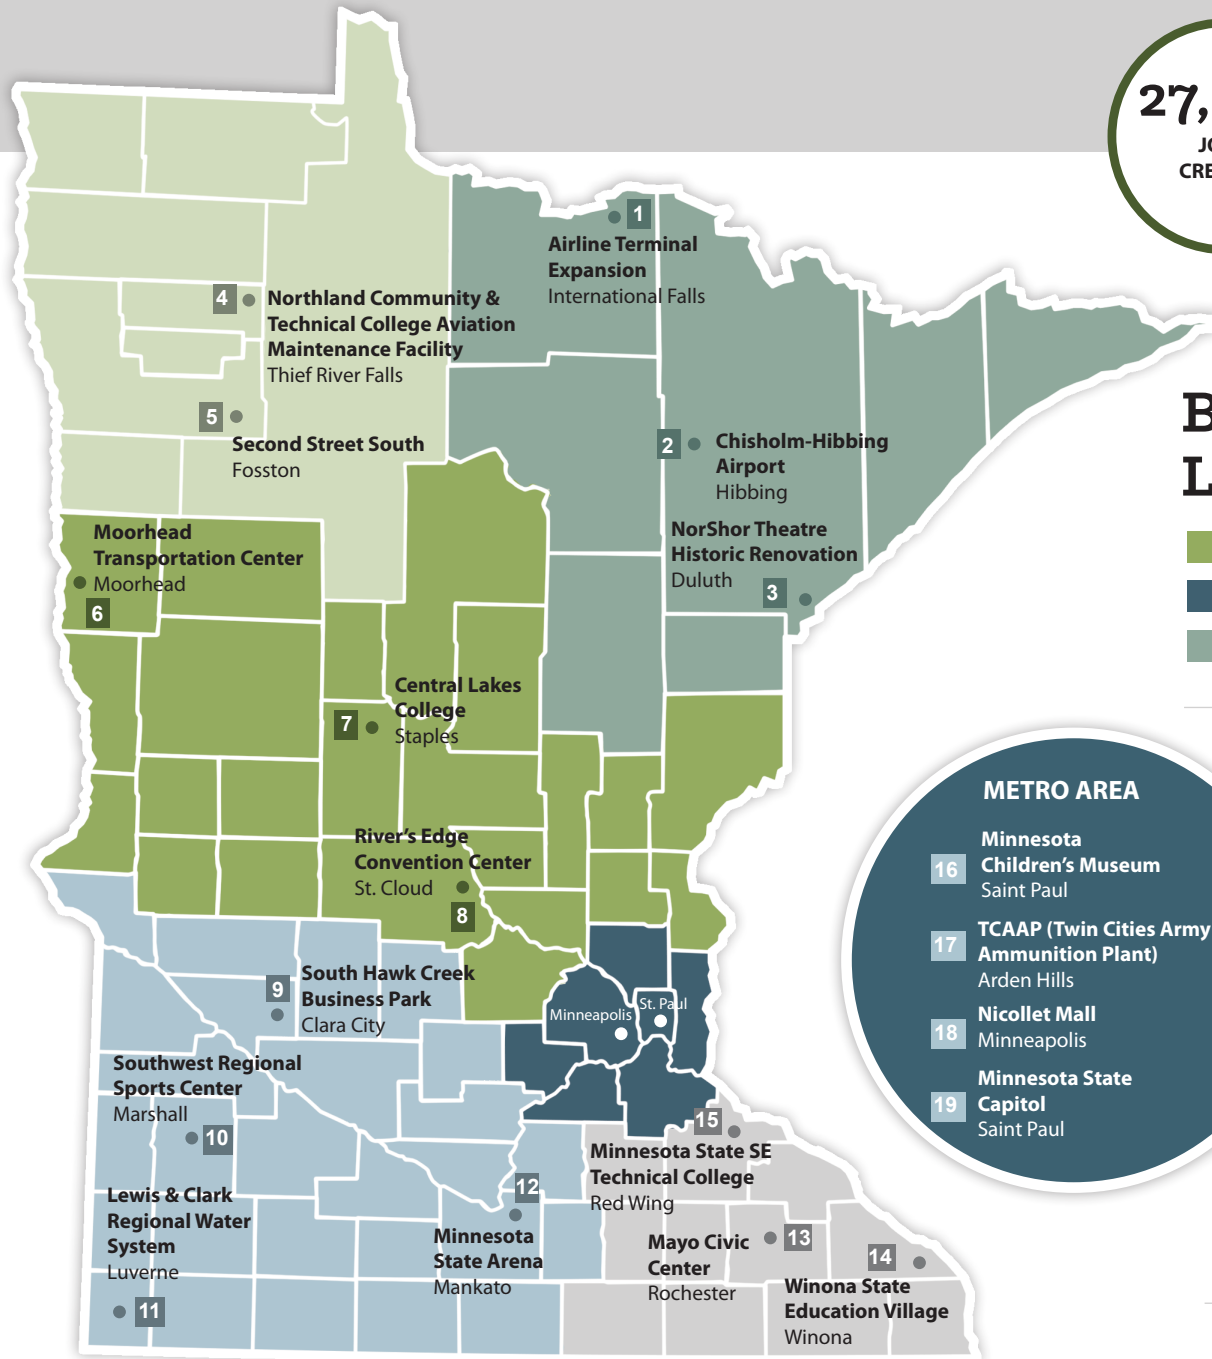 27,
1
Airline Terminal
Expansion
International Falls
4
Northland Community &
Technical College Aviation
Maintenance Facility
Thief River Falls
5
Second Street South
Fosston
2
Chisholm-Hibbing
Airport
Hibbing
NorShor Theatre
Historic Renovation
Duluth
3
Moorhead
Transportation Center
Moorhead
6
Central Lakes
College
Staples
7
River's Edge
Convention Center
St. Cloud
8
9
South Hawk Creek
Business Park
Clara City
Minneapolis
St. Paul
Southwest Regional
Sports Center
Marshall
10
Lewis & Clark
Regional Water
System
Luverne
11
12
Minnesota
State Arena
Mankato
15
Minnesota State SE
Technical College
Red Wing
Mayo Civic
Center
Rochester
13
14
Winona State
Education Village
Winona
METRO AREA
16
Minnesota
Children's Museum
Saint Paul
17
TCAAP (Twin Cities Army
Ammunition Plant)
Arden Hills
18
Nicollet Mall
Minneapolis
19
Minnesota State
Capitol
Saint Paul